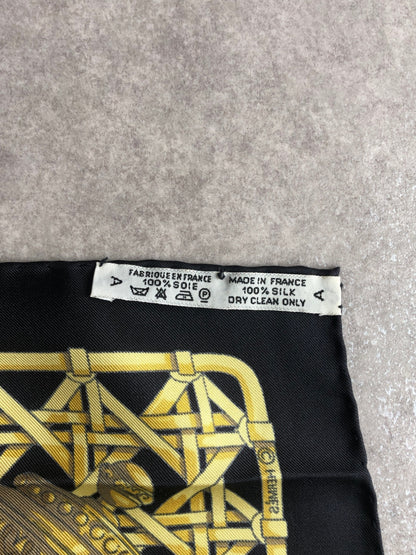 A
FABRIQUE EN FRANCE
100% SOIE
P
MADE IN FRANCE
100% SILK
DRY CLEAN ONLY
A
© HERMES